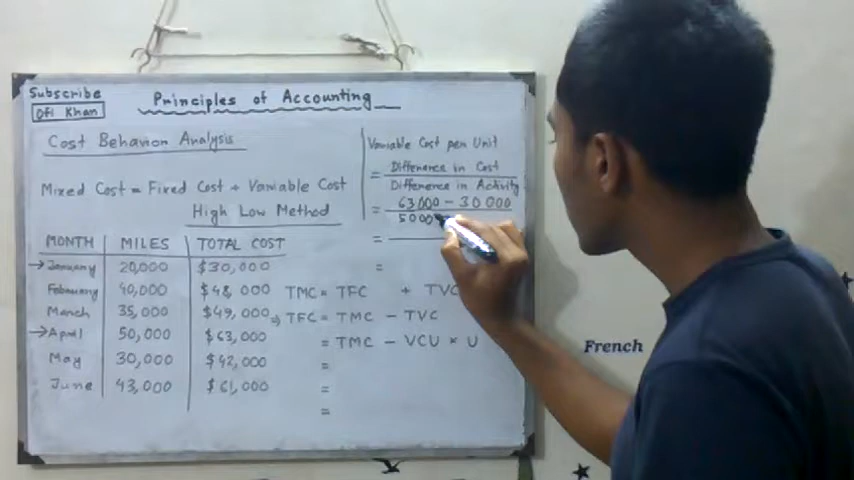 Subscribe
Ofi Khan
Principles of Accounting
Cost Behavion Analysis
Mixed Cost = Fixed Cost + Variable Cost
High Low Method
MONTH MILES TOTAL COST
→ January 20,000 $30,000
February 40,000 $48,000
March 35,000 $49,000
→ April 50,000 $63,000
May 30,000 $42,000
June 43,000 $61,000
Variable Cost pen Unit
= Difference in Cost
Difference in Activity
= 63000 - 30000
5000
=
=
TMC = TFC + TVC
⇒ TFC = TMC - TVC
= TMC - VCU × U
=
=
=
French